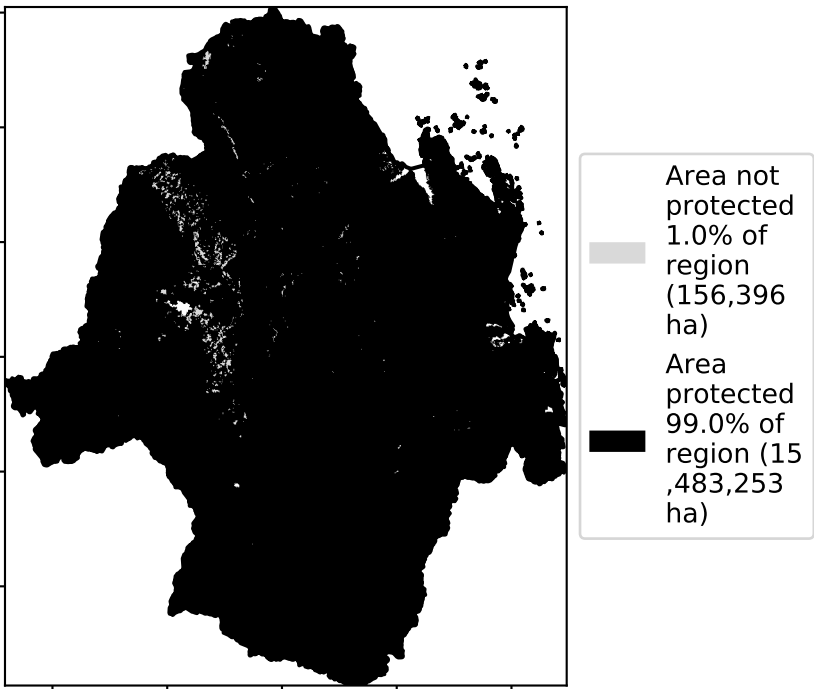 Area not
protected
1.0% of
region
(156,396
ha)
Area
protected
99.0% of
region (15
,483,253
ha)